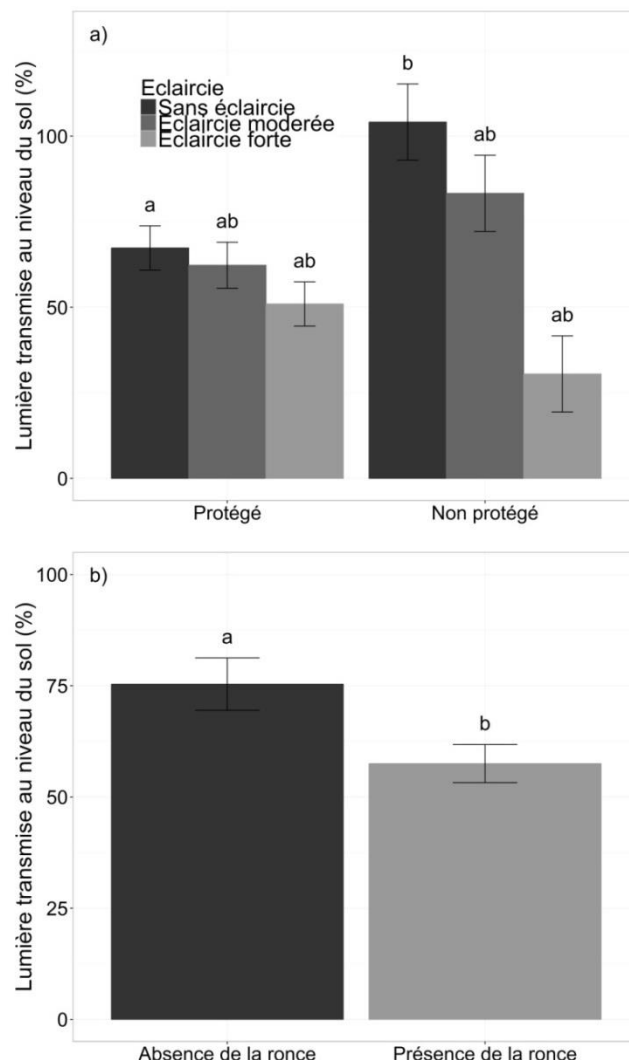 a)
Eclaircie
Sans éclaircie
Eclaircie moderée
Eclaircie forte
Lumière transmise au niveau du sol (%)
100
50
0
a
ab
ab
b
ab
ab
Protégé
Non protégé
b)
Lumière transmise au niveau du sol (%)
100
75
50
25
0
a
b
Absence de la ronce
Présence de la ronce